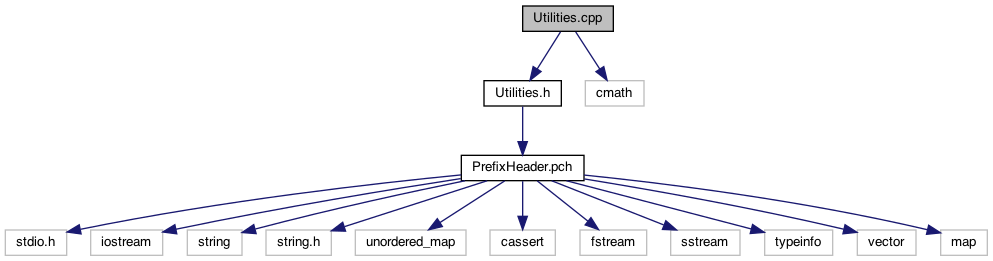 Utilities.cpp
Utilities.h
cmath
PrefixHeader.pch
stdio.h
iostream
string
string.h
unordered_map
cassert
fstream
sstream
typeinfo
vector
map